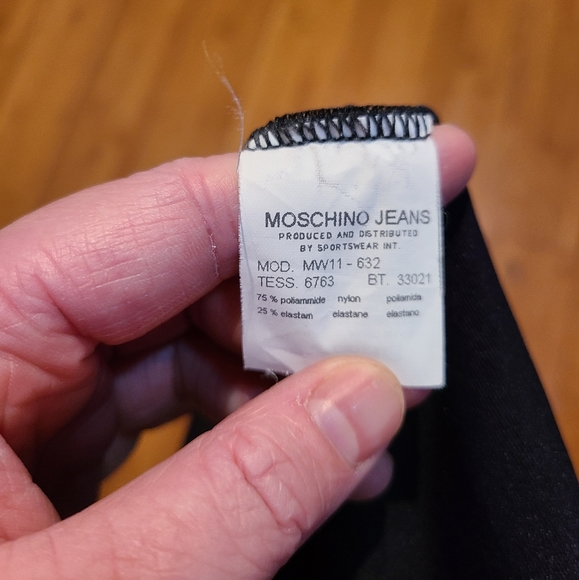 MOSCHINO JEANS
PRODUCED AND DISTRIBUTED
BY SPORTSWEAR INT.
MOD. MW11 - 632
TESS. 6763 BT. 33021
75 % poliammide nylon poliamida
25 % elastam elastane elastano